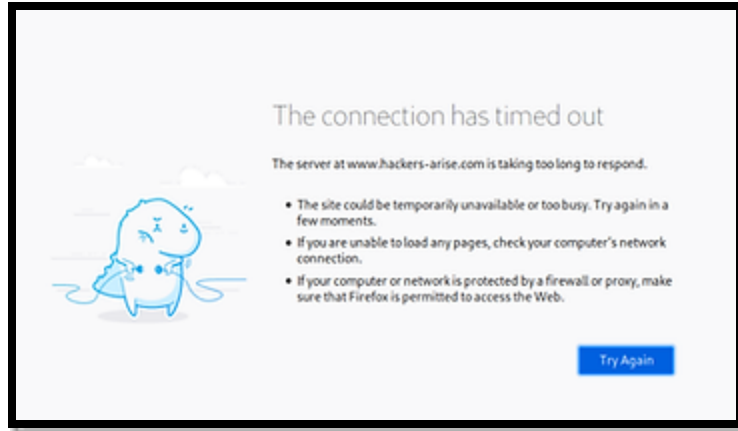 The connection has timed out
The server at www.hackers-arise.com is taking too long to respond.
• The site could be temporarily unavailable or too busy. Try again in a
few moments.
• If you are unable to load any pages, check your computer's network
connection.
• If your computer or network is protected by a firewall or proxy, make
sure that Firefox is permitted to access the Web.
Try Again